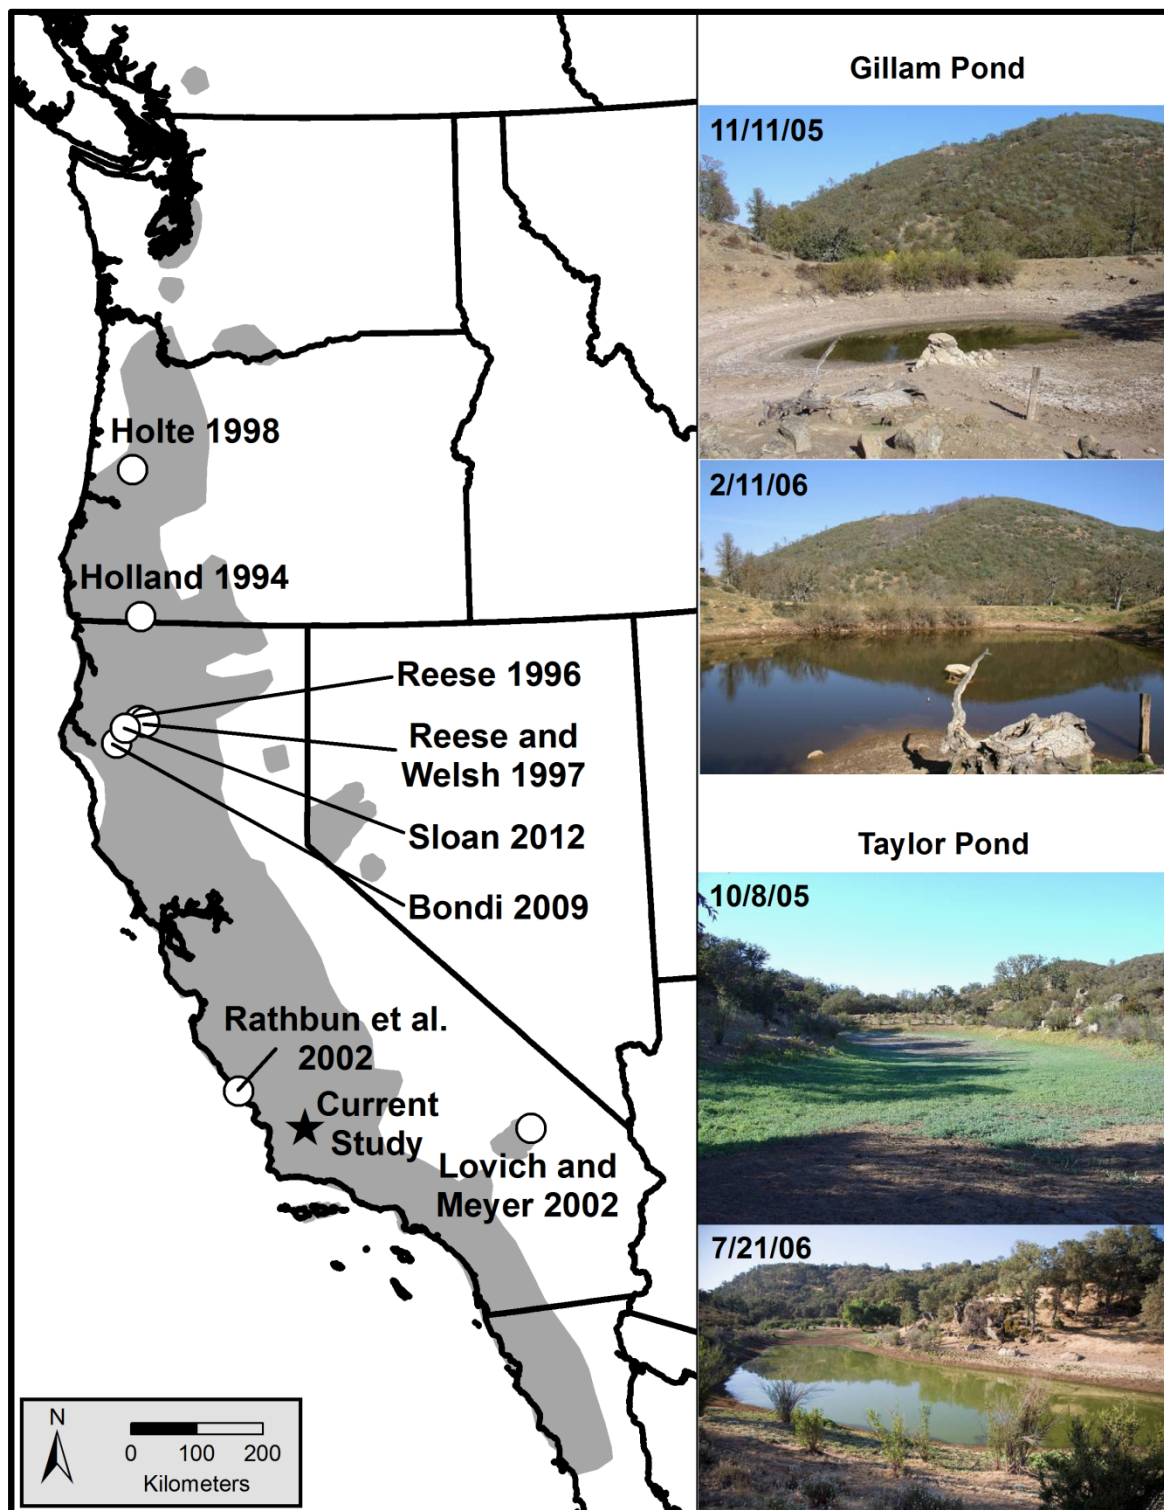 Holte 1998
Holland 1994
Reese 1996
Reese and
Welsh 1997
Sloan 2012
Bondi 2009
Rathbun et al.
2002
Current
Study
Lovich and
Meyer 2002
N
0 100 200
Kilometers
Gillam Pond
11/11/05
2/11/06
Taylor Pond
10/8/05
7/21/06